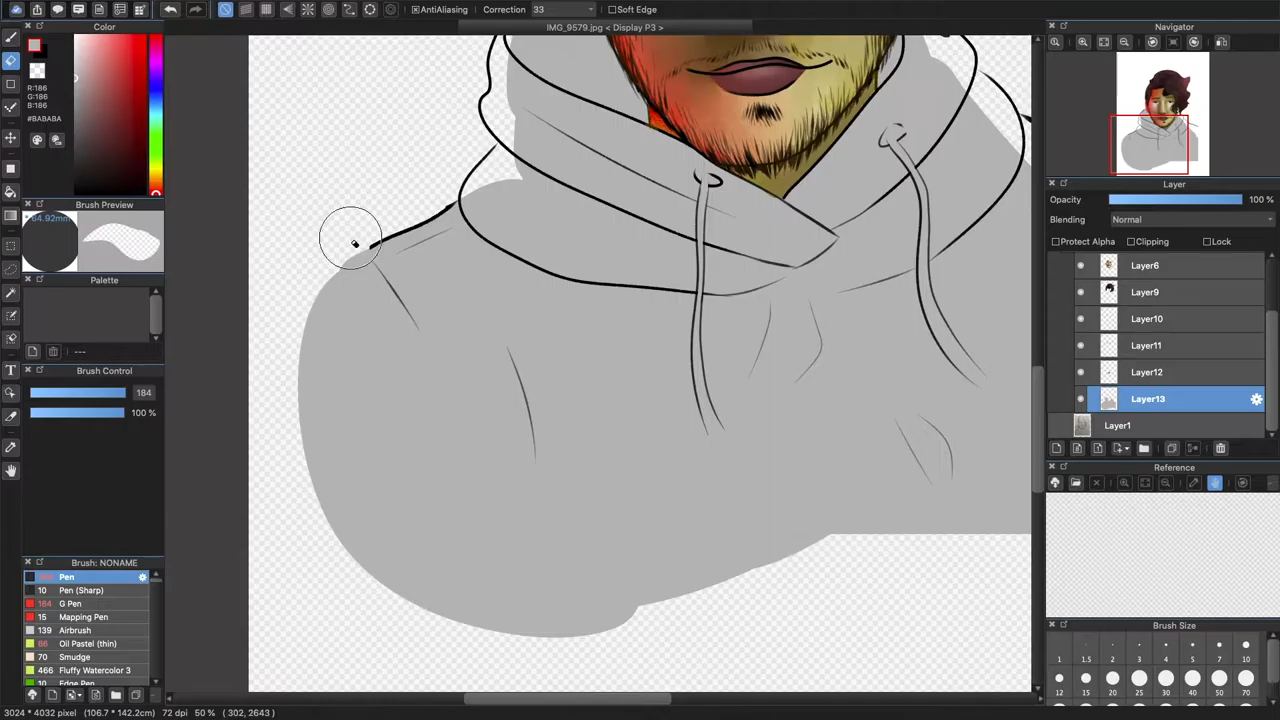 AntiAliasing
Correction
33
Soft Edge
IMG_9579.jpg < Display P3 >
Color
R:186
G:186
B:186
#BABABA
Brush Preview
* 64.92mm
Palette
---
Brush Control
184
100 %
Brush: NONAME
Pen
10 Pen (Sharp)
184 G Pen
15 Mapping Pen
139 Airbrush
66 Oil Pastel (thin)
70 Smudge
466 Fluffy Watercolor 3
10 Edge Pen
Navigator
Layer
Opacity 100 %
Blending Normal
Protect Alpha Clipping Lock
Layer6
Layer9
Layer10
Layer11
Layer12
Layer13
Layer1
Reference
Brush Size
1 1.5 2 3 4 5 7 10
12 15 20 25 30 40 50 70
3024 * 4032 pixel (106.7 * 142.2cm) 72 dpi 50 % ( 302, 2643 )